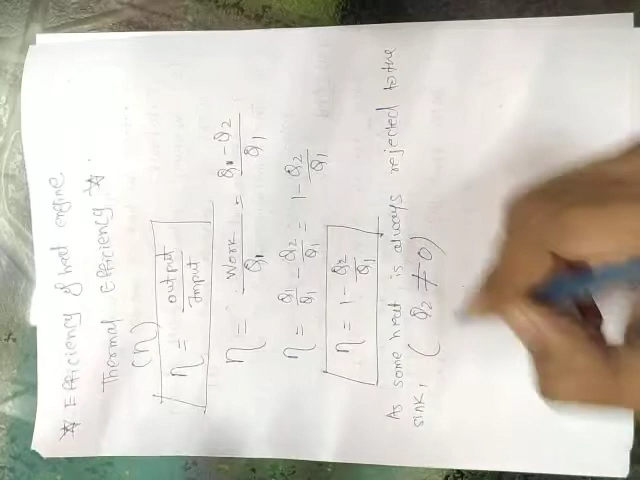 ☆ Efficiency of heat engine
Thermal Efficiency ☆.
(η)
η = output / Input
η = Work / Q1 = Q1 - Q2 / Q1
η = Q1 / Q1 - Q2 / Q1 = 1 - Q2 / Q1
η = 1 - Q2 / Q1
As some heat is always rejected to the
sink, ( Q2 ≠ 0)